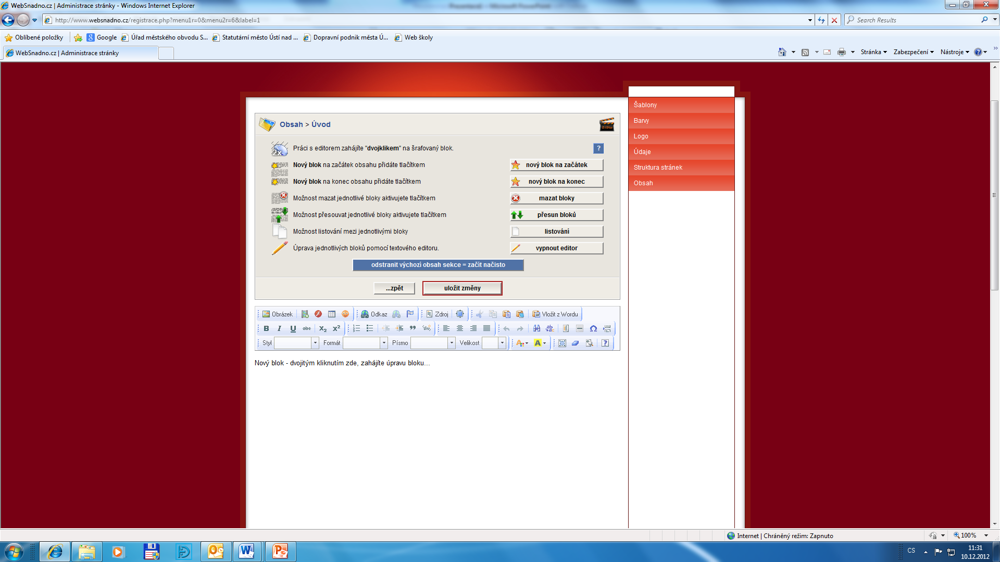 WebSnadno.cz | Administrace stránky - Windows Internet Explorer
http://www.websnadno.cz/registrace.php?menu1r=0&menu2r=6&label=1
Search Results
Oblíbené položky
Google
Úřad městského obvodu S...
Statutární město Ústí nad ...
Dopravní podnik města Ú...
Web školy
WebSnadno.cz | Administrace stránky
Stránka
Zabezpečení
Nástroje
Šablony
Barvy
Logo
Údaje
Struktura stránek
Obsah
Obsah > Úvod
Práci s editorem zahájíte "dvojklikem" na šrafovaný blok.
?
Nový blok na začátek obsahu přidáte tlačítkem
nový blok na začátek
Nový blok na konec obsahu přidáte tlačítkem
nový blok na konec
Možnost mazat jednotlivé bloky aktivujete tlačítkem
mazat bloky
Možnost přesouvat jednotlivé bloky aktivujete tlačítkem
přesun bloků
Možnost listování mezi jednotlivými bloky
listování
Úprava jednotlivých bloků pomocí textového editoru.
vypnout editor
odstranit výchozí obsah sekce = začít načisto
...zpět
uložit změny
Obrázek
Odkaz
Zdroj
Vložit z Wordu
Styl
Formát
Písmo
Velikost
Nový blok - dvojitým kliknutím zde, zahájíte úpravu bloku...
Internet | Chráněný režim: Zapnuto
100%
CS
11:31
10.12.2012